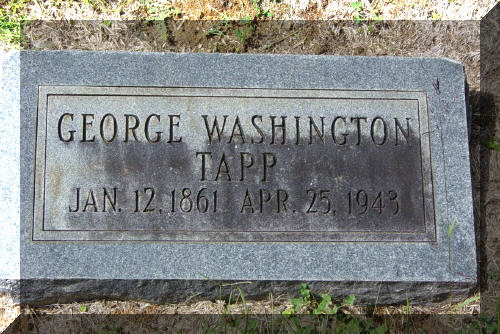 GEORGE WASHINGTON
TAPP
JAN. 12, 1861 APR. 25, 1943